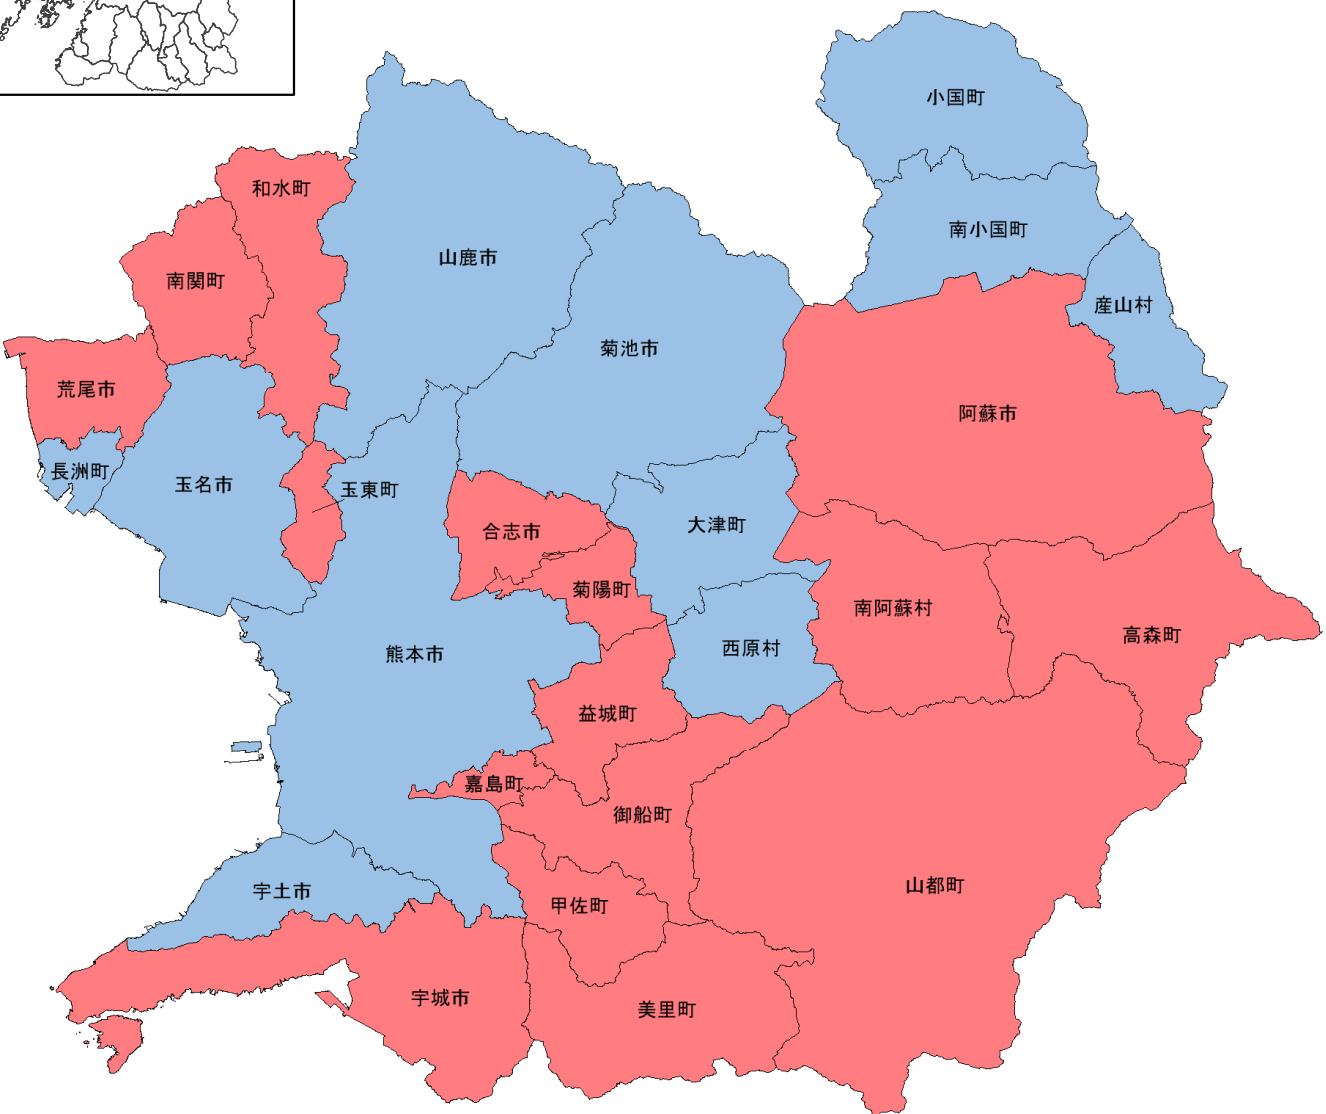 小国町
和水町
南小国町
山鹿市
南関町
産山村
菊池市
荒尾市
阿蘇市
長洲町
玉名市
玉東町
大津町
合志市
菊陽町
南阿蘇村
高森町
西原村
熊本市
益城町
嘉島町
御船町
山都町
宇土市
甲佐町
宇城市
美里町